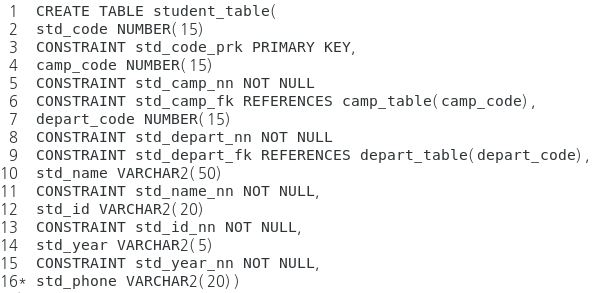 1 CREATE TABLE student_table(
2 std_code NUMBER(15)
3 CONSTRAINT std_code_prk PRIMARY KEY,
4 camp_code NUMBER(15)
5 CONSTRAINT std_camp_nn NOT NULL
6 CONSTRAINT std_camp_fk REFERENCES camp_table(camp_code),
7 depart_code NUMBER(15)
8 CONSTRAINT std_depart_nn NOT NULL
9 CONSTRAINT std_depart_fk REFERENCES depart_table(depart_code),
10 std_name VARCHAR2(50)
11 CONSTRAINT std_name_nn NOT NULL,
12 std_id VARCHAR2(20)
13 CONSTRAINT std_id_nn NOT NULL,
14 std_year VARCHAR2(5)
15 CONSTRAINT std_year_nn NOT NULL,
16* std_phone VARCHAR2(20))